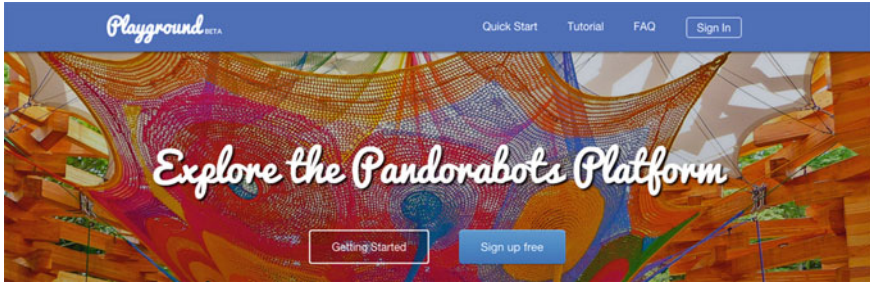 Playground BETA
Quick Start Tutorial FAQ Sign In
Explore the Pandorabots Platform
Getting Started Sign up free